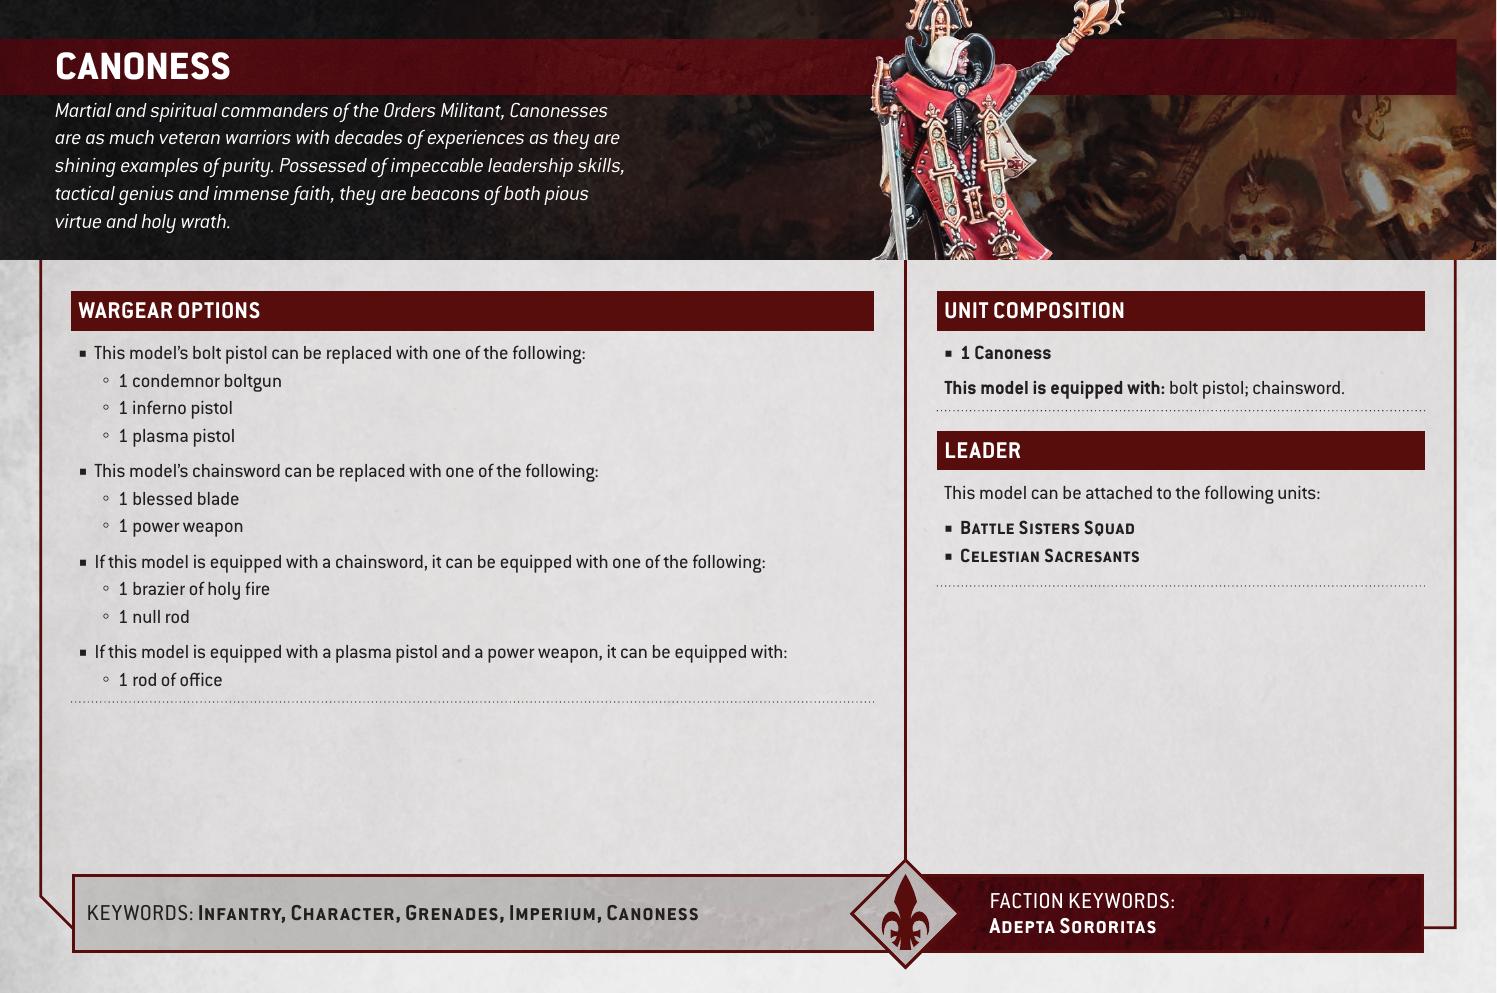 CANONESS
Martial and spiritual commanders of the Orders Militant, Canonesses
are as much veteran warriors with decades of experiences as they are
shining examples of purity. Possessed of impeccable leadership skills,
tactical genius and immense faith, they are beacons of both pious
virtue and holy wrath.
WARGEAR OPTIONS
▪ This model’s bolt pistol can be replaced with one of the following:
◦ 1 condemnor boltgun
◦ 1 inferno pistol
◦ 1 plasma pistol
▪ This model’s chainsword can be replaced with one of the following:
◦ 1 blessed blade
◦ 1 power weapon
▪ If this model is equipped with a chainsword, it can be equipped with one of the following:
◦ 1 brazier of holy fire
◦ 1 null rod
▪ If this model is equipped with a plasma pistol and a power weapon, it can be equipped with:
◦ 1 rod of office
UNIT COMPOSITION
▪ 1 Canoness
This model is equipped with: bolt pistol; chainsword.
LEADER
This model can be attached to the following units:
▪ Battle Sisters Squad
▪ Celestian Sacresants
KEYWORDS: Infantry, Character, Grenades, Imperium, Canoness
FACTION KEYWORDS:
Adepta Sororitas